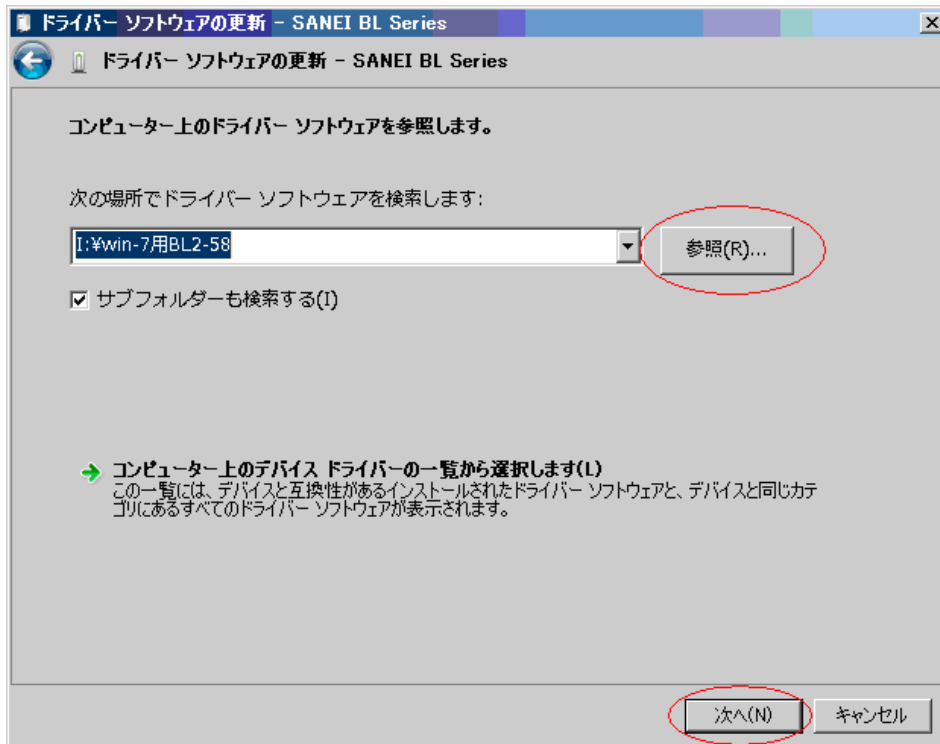 ドライバー ソフトウェアの更新 - SANEI BL Series
ドライバー ソフトウェアの更新 - SANEI BL Series
コンピューター上のドライバー ソフトウェアを参照します。
次の場所でドライバー ソフトウェアを検索します:
I:¥win-7用BL2-58
参照(R)...
サブフォルダーも検索する(I)
コンピューター上のデバイス ドライバーの一覧から選択します(L)
この一覧には、デバイスと互換性があるインストールされたドライバー ソフトウェアと、デバイスと同じカテ
ゴリにあるすべてのドライバー ソフトウェアが表示されます。
次へ(N)
キャンセル